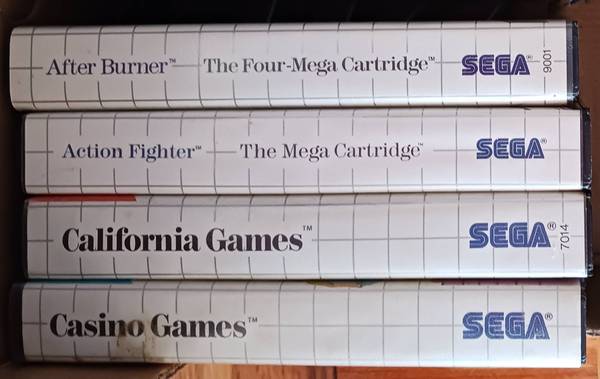 After Burner™ The Four-Mega Cartridge™ SEGA® 9001
Action Fighter™ The Mega Cartridge™ SEGA®
California Games™ SEGA® 7014
Casino Games™ SEGA®